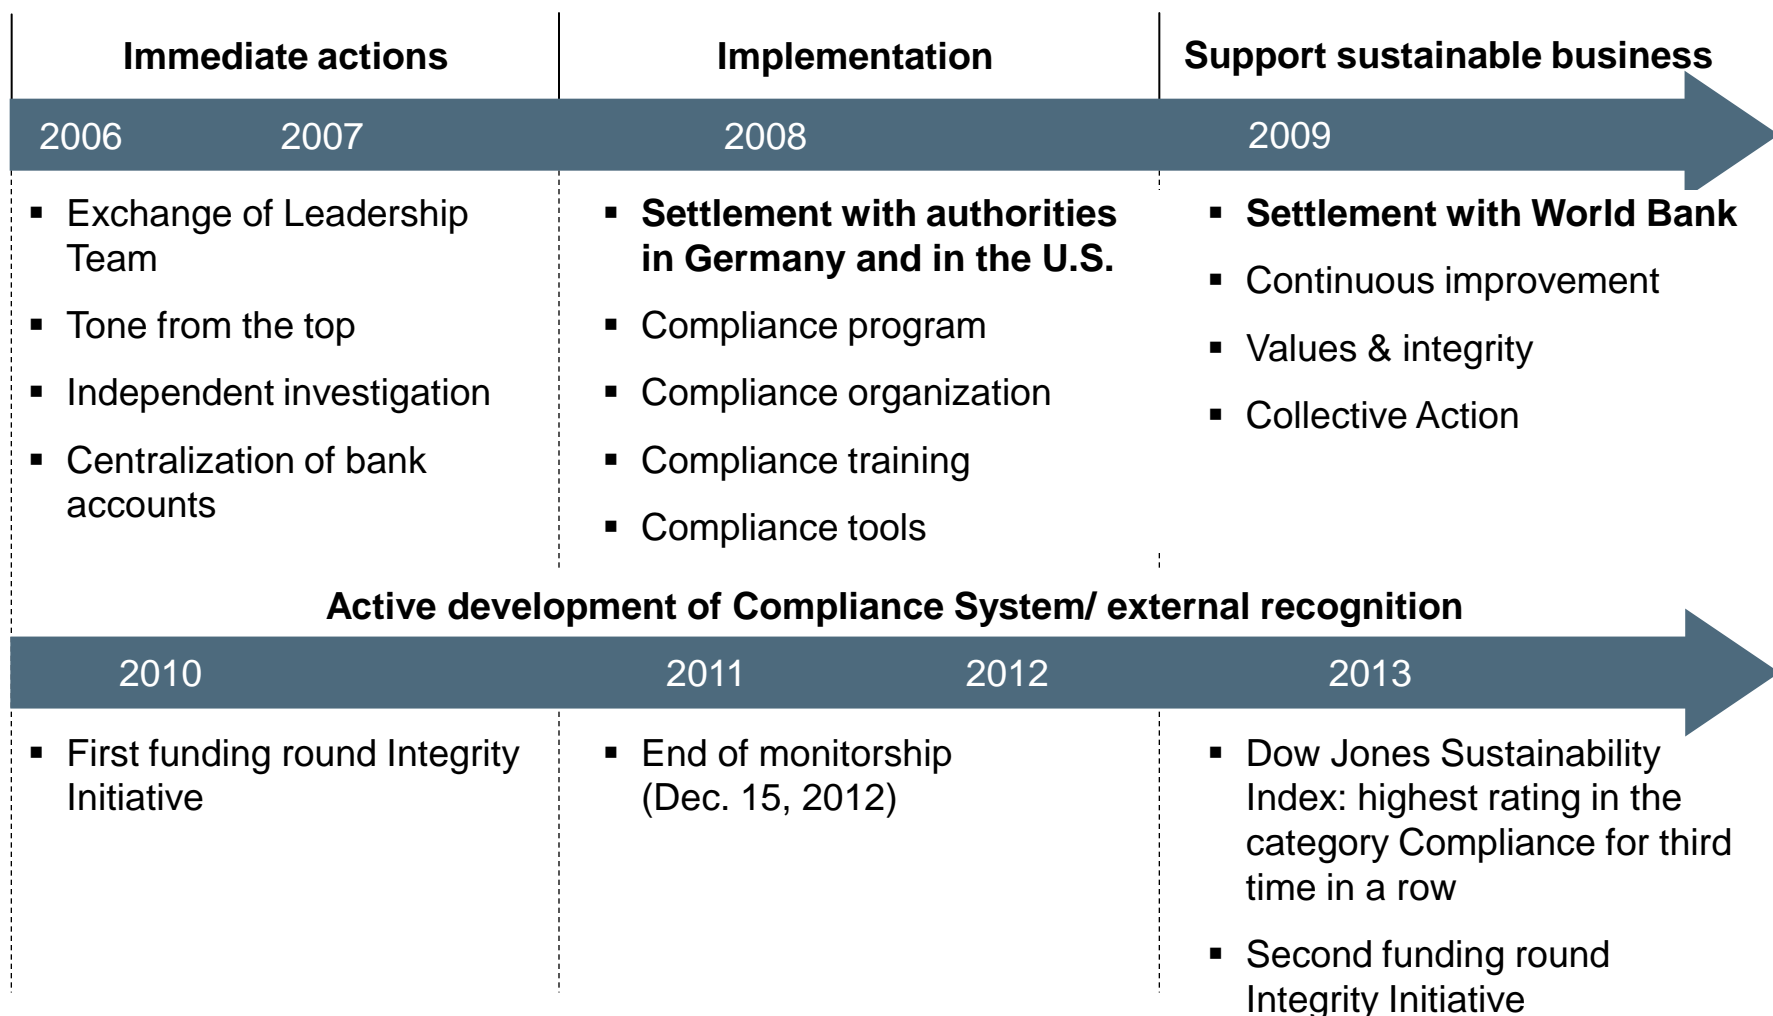 Immediate actions
Implementation
Support sustainable business
2006 2007 2008 2009
▪ Exchange of Leadership
Team
▪ Tone from the top
▪ Independent investigation
▪ Centralization of bank
accounts
▪ Settlement with authorities
in Germany and in the U.S.
▪ Compliance program
▪ Compliance organization
▪ Compliance training
▪ Compliance tools
▪ Settlement with World Bank
▪ Continuous improvement
▪ Values & integrity
▪ Collective Action
Active development of Compliance System/ external recognition
2010 2011 2012 2013
▪ First funding round Integrity
Initiative
▪ End of monitorship
(Dec. 15, 2012)
▪ Dow Jones Sustainability
Index: highest rating in the
category Compliance for third
time in a row
▪ Second funding round
Integrity Initiative